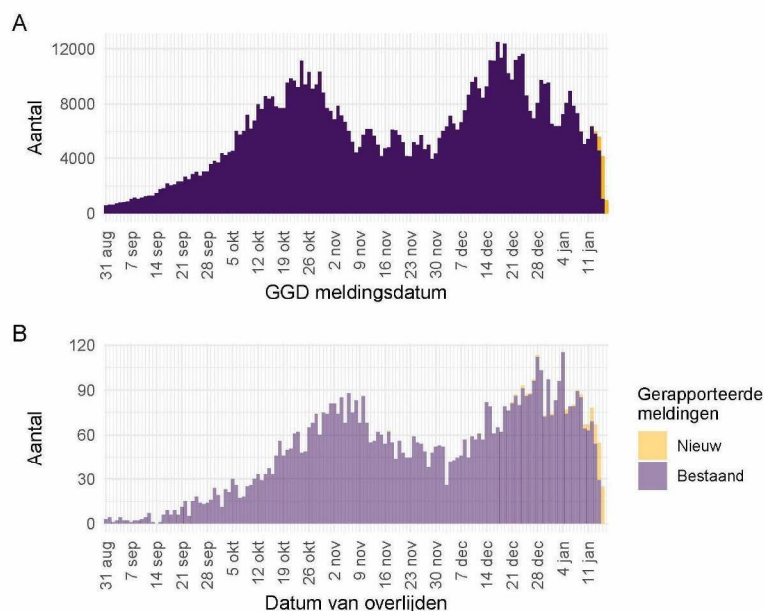 A
12000
8000
4000
0
Aantal
31 aug
7 sep
14 sep
21 sep
28 sep
5 okt
12 okt
19 okt
26 okt
2 nov
9 nov
16 nov
23 nov
30 nov
7 dec
14 dec
21 dec
28 dec
4 jan
11 jan
GGD meldingsdatum
B
120
90
60
30
0
Aantal
31 aug
7 sep
14 sep
21 sep
28 sep
5 okt
12 okt
19 okt
26 okt
2 nov
9 nov
16 nov
23 nov
30 nov
7 dec
14 dec
21 dec
28 dec
4 jan
11 jan
Datum van overlijden
Gerapporteerde
meldingen
Nieuw
Bestaand